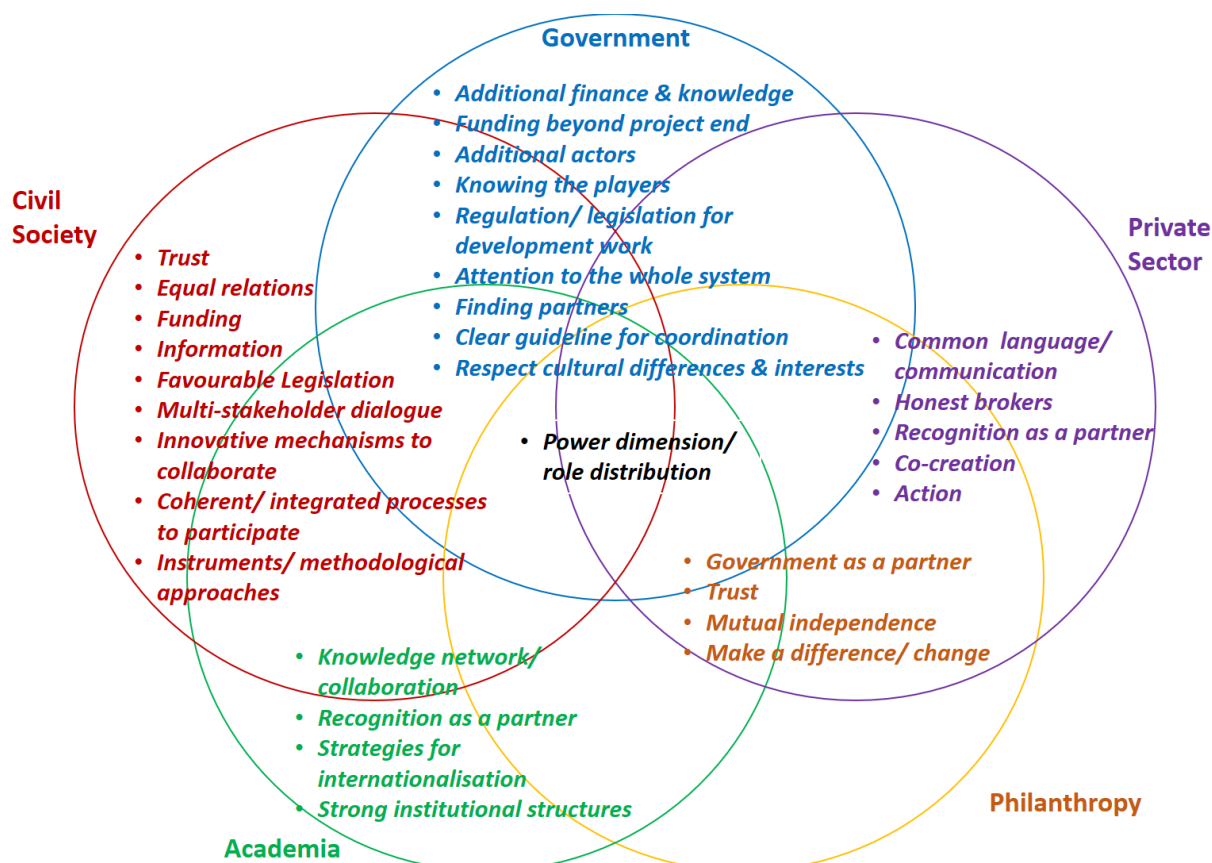 Government
• Additional finance & knowledge
• Funding beyond project end
• Additional actors
• Knowing the players
• Regulation/ legislation for
development work
• Attention to the whole system
• Finding partners
• Clear guideline for coordination
• Respect cultural differences & interests
Civil
Society
• Trust
• Equal relations
• Funding
• Information
• Favourable Legislation
• Multi-stakeholder dialogue
• Innovative mechanisms to
collaborate
• Coherent/ integrated processes
to participate
• Instruments/ methodological
approaches
Private
Sector
• Common language/
communication
• Honest brokers
• Recognition as a partner
• Co-creation
• Action
• Power dimension/
role distribution
• Government as a partner
• Trust
• Mutual independence
• Make a difference/ change
Philanthropy
• Knowledge network/
collaboration
• Recognition as a partner
• Strategies for
internationalisation
• Strong institutional structures
Academia